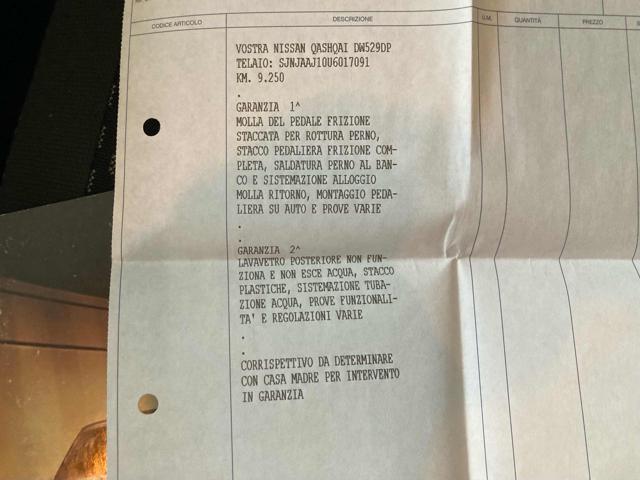 CODICE ARTICOLO DESCRIZIONE U.M. QUANTITÀ PREZZO
VOSTRA NISSAN QASHQAI DW529DP
TELAIO: SJNJAAJ10U6017091
KM. 9.250
.
GARANZIA 1^
MOLLA DEL PEDALE FRIZIONE
STACCATA PER ROTTURA PERNO,
STACCO PEDALIERA FRIZIONE COM-
PLETA, SALDATURA PERNO AL BAN-
CO E SISTEMAZIONE ALLOGGIO
MOLLA RITORNO, MONTAGGIO PEDA-
LIERA SU AUTO E PROVE VARIE
.
.
GARANZIA 2^
LAVAVETRO POSTERIORE NON FUN-
ZIONA E NON ESCE ACQUA, STACCO
PLASTICHE, SISTEMAZIONE TUBA-
ZIONE ACQUA, PROVE FUNZIONALI-
TA' E REGOLAZIONI VARIE
.
.
CORRISPETTIVO DA DETERMINARE
CON CASA MADRE PER INTERVENTO
IN GARANZIA